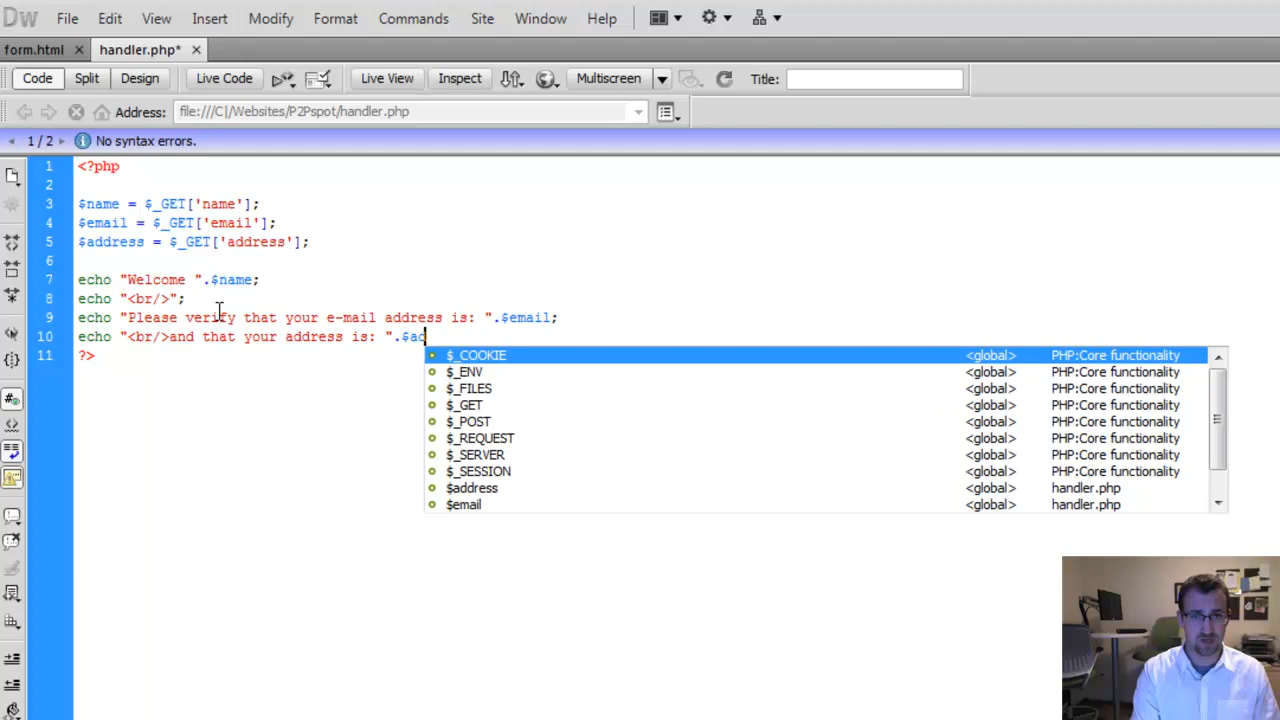 Dw File Edit View Insert Modify Format Commands Site Window Help
form.html handler.php*
Code Split Design Live Code Live View Inspect Multiscreen Title:
Address: file:///C|/Websites/P2Pspot/handler.php
1 / 2 No syntax errors.
1 <?php
2
3 $name = $_GET['name'];
4 $email = $_GET['email'];
5 $address = $_GET['address'];
6
7 echo "Welcome ".$name;
8 echo "<br/>";
9 echo "Please verify that your e-mail address is: ".$email;
10 echo "<br/>and that your address is: ".$ad
11 ?>
$_COOKIE <global> PHP:Core functionality
$_ENV <global> PHP:Core functionality
$_FILES <global> PHP:Core functionality
$_GET <global> PHP:Core functionality
$_POST <global> PHP:Core functionality
$_REQUEST <global> PHP:Core functionality
$_SERVER <global> PHP:Core functionality
$_SESSION <global> PHP:Core functionality
$address <global> handler.php
$email <global> handler.php